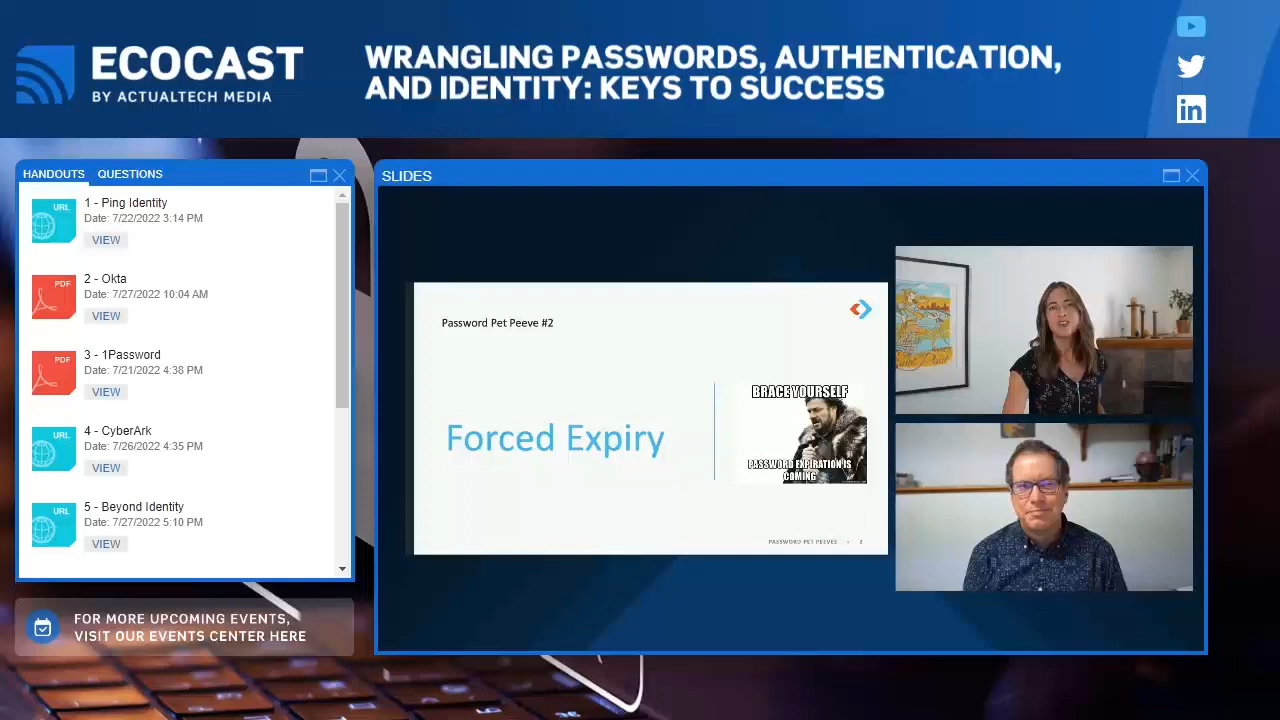 ECOCAST
BY ACTUALTECH MEDIA
WRANGLING PASSWORDS, AUTHENTICATION,
AND IDENTITY: KEYS TO SUCCESS
HANDOUTS QUESTIONS
URL
1 - Ping Identity
Date: 7/22/2022 3:14 PM
VIEW
PDF
2 - Okta
Date: 7/27/2022 10:04 AM
VIEW
PDF
3 - 1Password
Date: 7/21/2022 4:38 PM
VIEW
URL
4 - CyberArk
Date: 7/26/2022 4:35 PM
VIEW
URL
5 - Beyond Identity
Date: 7/27/2022 5:10 PM
VIEW
FOR MORE UPCOMING EVENTS,
VISIT OUR EVENTS CENTER HERE
SLIDES
Password Pet Peeve #2
Forced Expiry
BRACE YOURSELF
PASSWORD EXPIRATION IS
COMING
PASSWORD PET PEEVES • 2